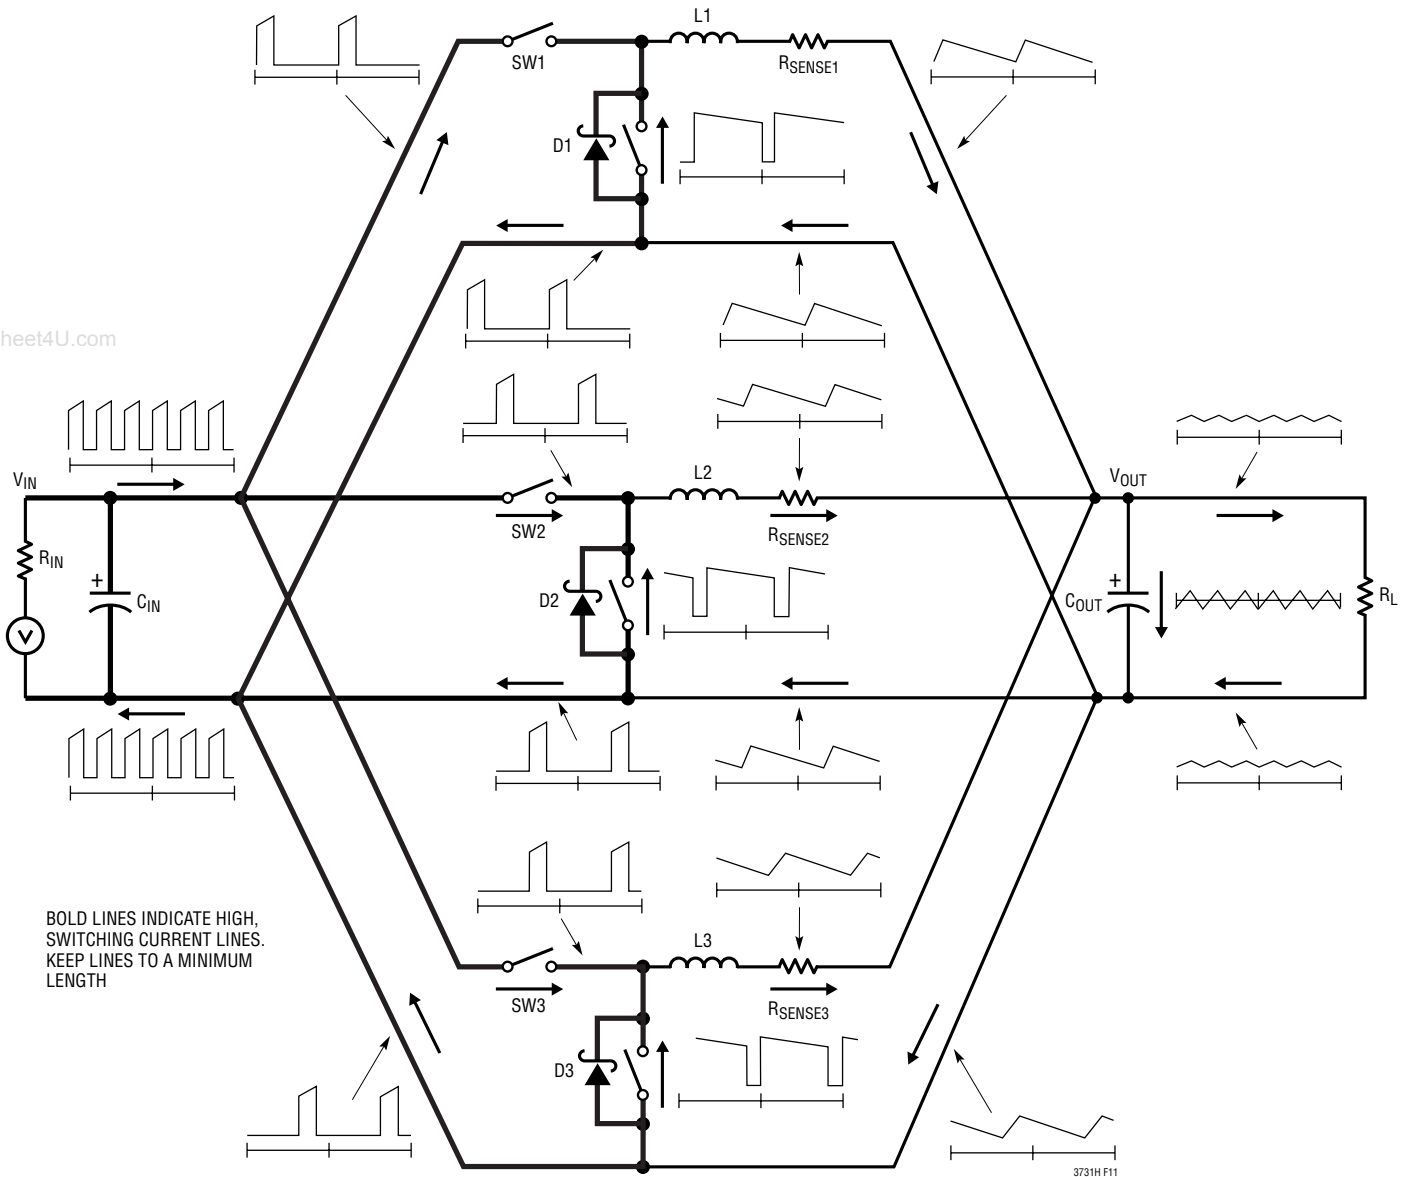 L1
SW1
RSENSE1
D1
heet4U.com
VIN
L2
VOUT
SW2
RSENSE2
RIN
+
CIN
D2
+
COUT
RL
V
BOLD LINES INDICATE HIGH,
SWITCHING CURRENT LINES.
KEEP LINES TO A MINIMUM
LENGTH
L3
SW3
RSENSE3
D3
3731H F11